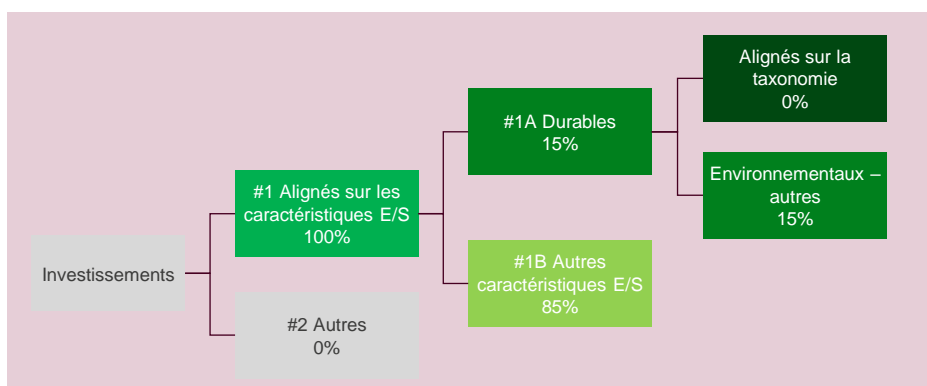 Investissements
#1 Alignés sur les
caractéristiques E/S
100%
#2 Autres
0%
#1A Durables
15%
#1B Autres
caractéristiques E/S
85%
Alignés sur la
taxonomie
0%
Environnementaux –
autres
15%